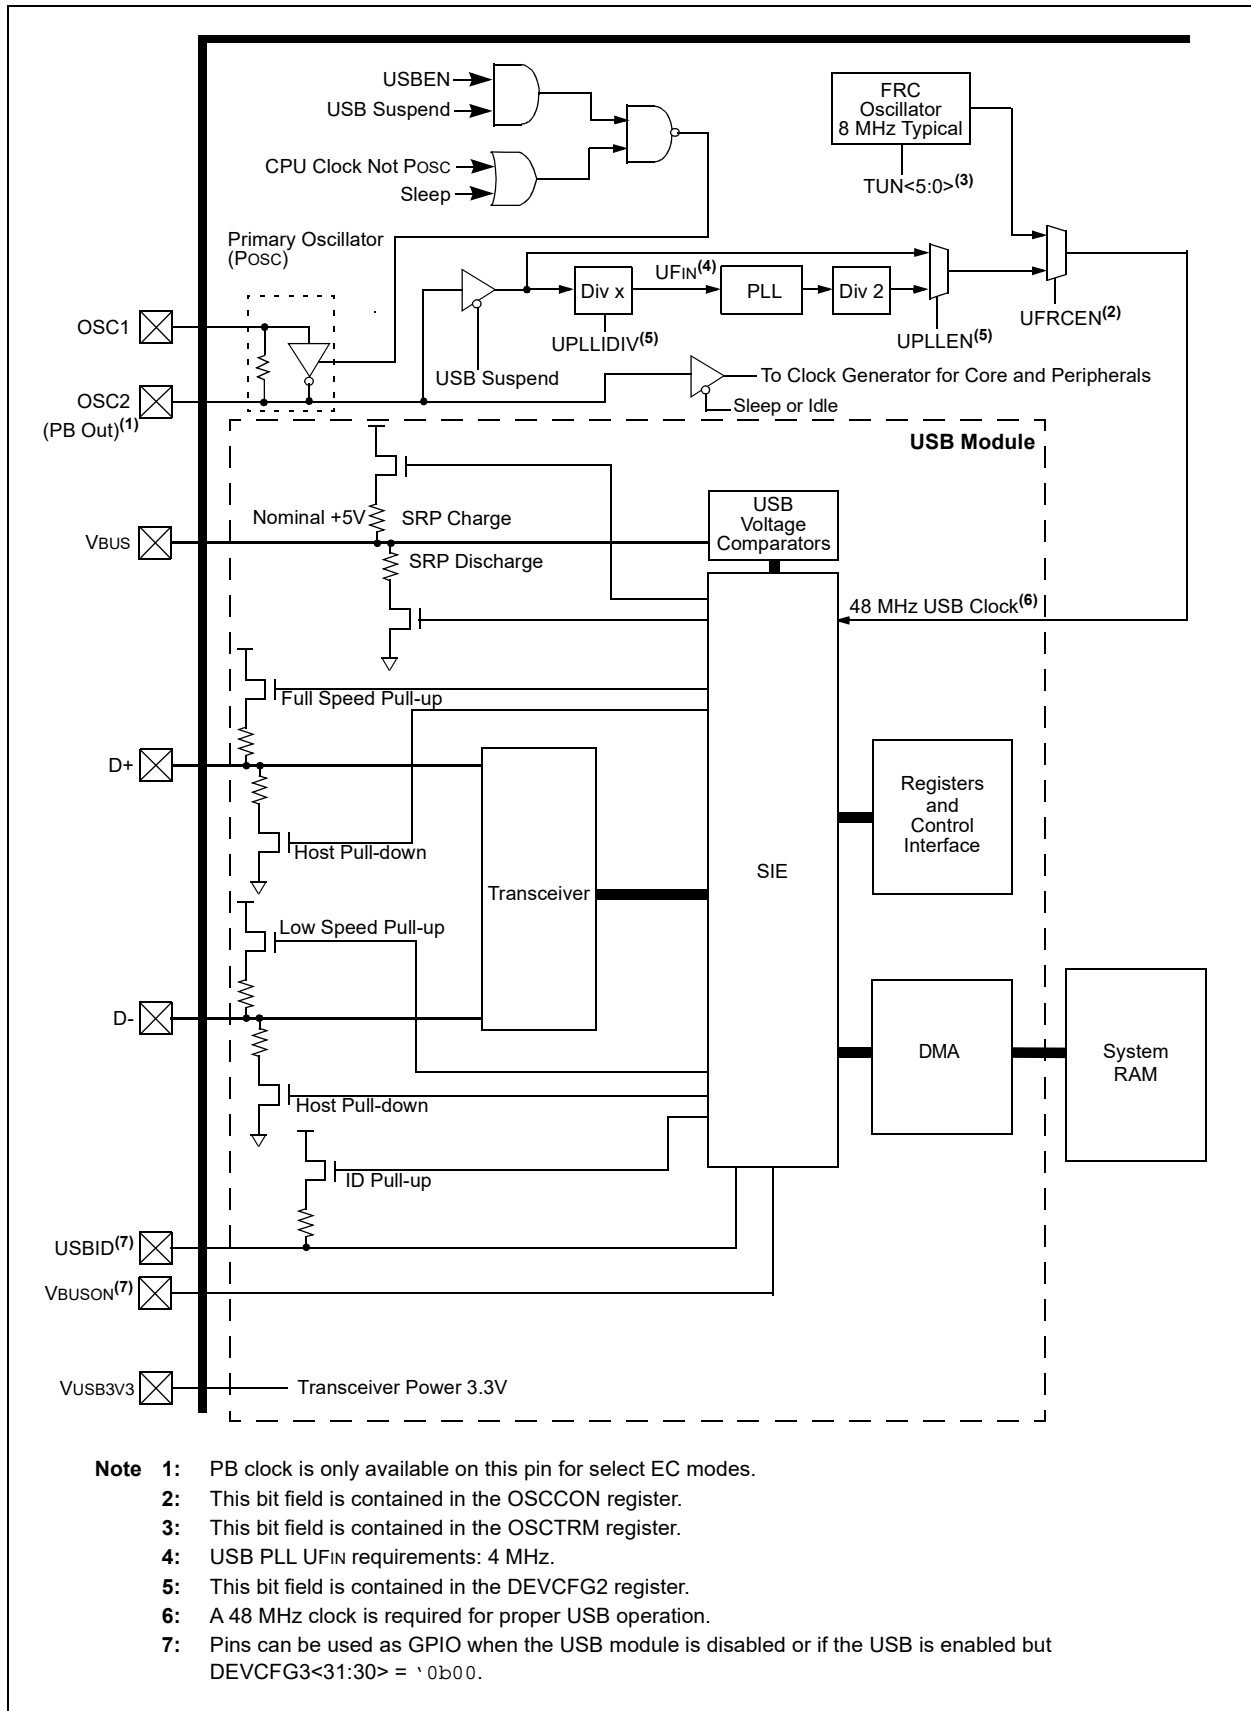 USBEN
USB Suspend
CPU Clock Not POSC
Sleep
FRC
Oscillator
8 MHz Typical
TUN<5:0>(3)
Primary Oscillator
(POSC)
UFIN(4)
Div x
PLL
Div 2
UFRCEN(2)
OSC1
UPLLIDIV(5)
UPLLEN(5)
USB Suspend
To Clock Generator for Core and Peripherals
OSC2
(PB Out)(1)
Sleep or Idle
USB Module
USB
Voltage
Comparators
Nominal +5V
SRP Charge
VBUS
SRP Discharge
48 MHz USB Clock(6)
Full Speed Pull-up
D+
Registers
and
Control
Interface
Host Pull-down
SIE
Transceiver
Low Speed Pull-up
D-
DMA
System
RAM
Host Pull-down
ID Pull-up
USBID(7)
VBUSON(7)
VUSB3V3
Transceiver Power 3.3V
Note 1: PB clock is only available on this pin for select EC modes.
2: This bit field is contained in the OSCCON register.
3: This bit field is contained in the OSCTRM register.
4: USB PLL UFIN requirements: 4 MHz.
5: This bit field is contained in the DEVCFG2 register.
6: A 48 MHz clock is required for proper USB operation.
7: Pins can be used as GPIO when the USB module is disabled or if the USB is enabled but
DEVCFG3<31:30> = ‘0b00.